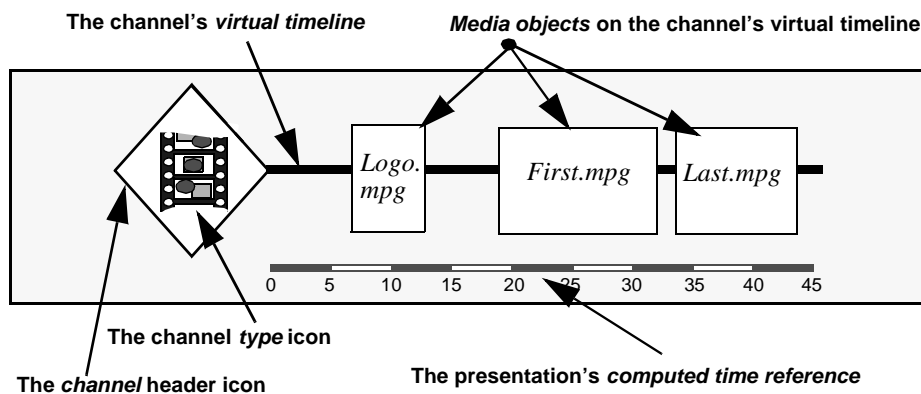 The channel's virtual timeline
Media objects on the channel's virtual timeline
Logo.
mpg
First.mpg
Last.mpg
0 5 10 15 20 25 30 35 40 45
The channel type icon
The channel header icon
The presentation's computed time reference